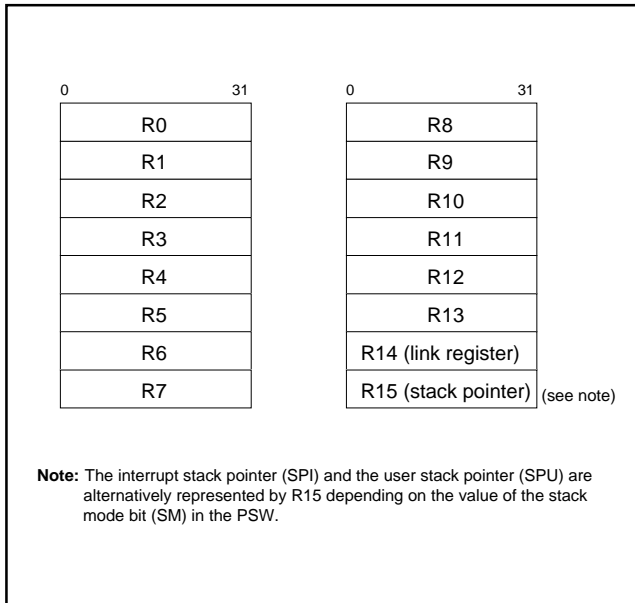 0 31
R0
R1
R2
R3
R4
R5
R6
R7
0 31
R8
R9
R10
R11
R12
R13
R14 (link register)
R15 (stack pointer) (see note)
Note: The interrupt stack pointer (SPI) and the user stack pointer (SPU) are
alternatively represented by R15 depending on the value of the stack
mode bit (SM) in the PSW.